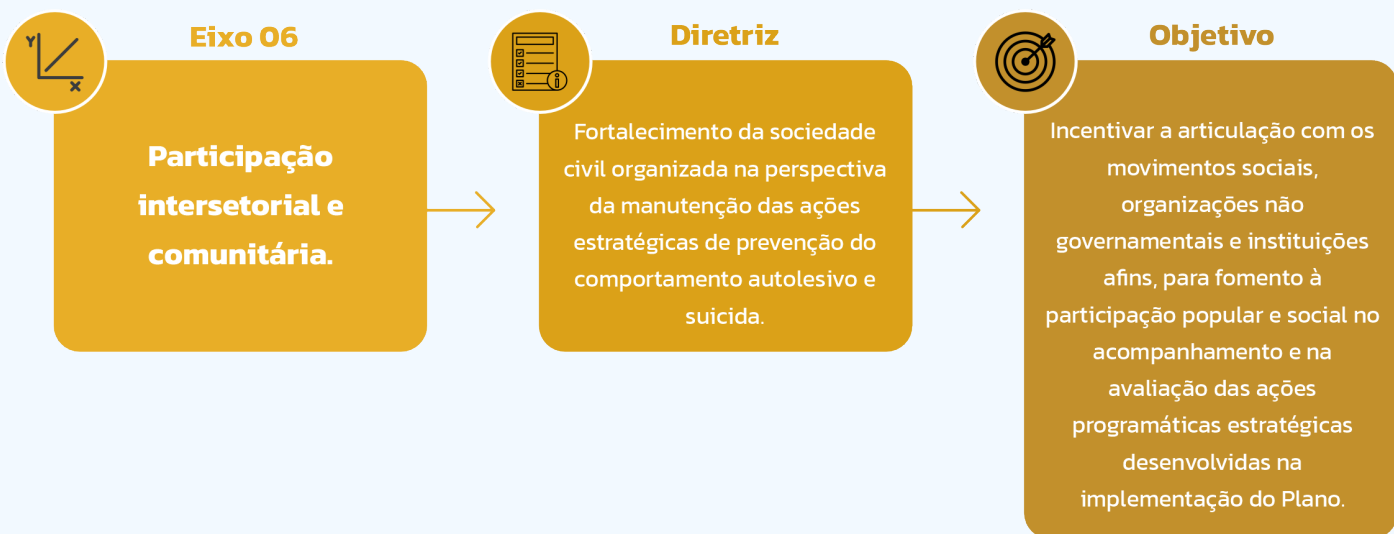 Eixo 06
Participação
intersetorial e
comunitária.
Diretriz
Fortalecimento da sociedade
civil organizada na perspectiva
da manutenção das ações
estratégicas de prevenção do
comportamento autolesivo e
suicida.
Objetivo
Incentivar a articulação com os
movimentos sociais,
organizações não
governamentais e instituições
afins, para fomento à
participação popular e social no
acompanhamento e na
avaliação das ações
programáticas estratégicas
desenvolvidas na
implementação do Plano.
Y
X
i